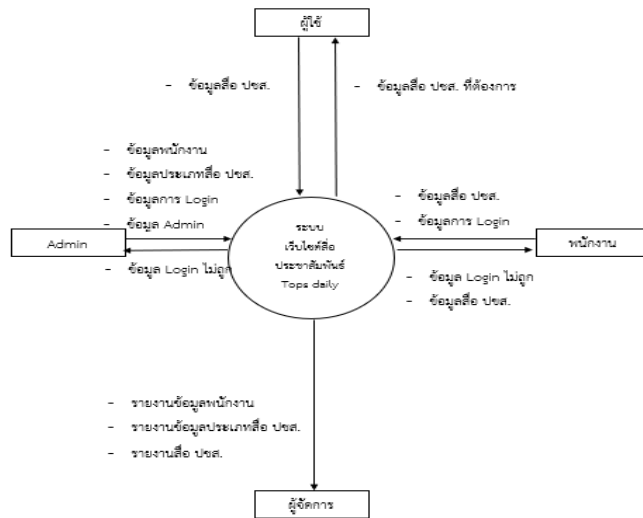 ผู้ใช้
- ข้อมูลสื่อ ปชส.
- ข้อมูลสื่อ ปชส. ที่ต้องการ
- ข้อมูลพนักงาน
- ข้อมูลประเภทสื่อ ปชส.
- ข้อมูลการ Login
- ข้อมูล Admin
- ข้อมูลสื่อ ปชส.
- ข้อมูลการ Login
Admin
ระบบ
เว็บไซต์สื่อ
ประชาสัมพันธ์
Tops daily
พนักงาน
- ข้อมูล Login ไม่ถูก
- ข้อมูล Login ไม่ถูก
- ข้อมูลสื่อ ปชส.
- รายงานข้อมูลพนักงาน
- รายงานข้อมูลประเภทสื่อ ปชส.
- รายงานสื่อ ปชส.
ผู้จัดการ